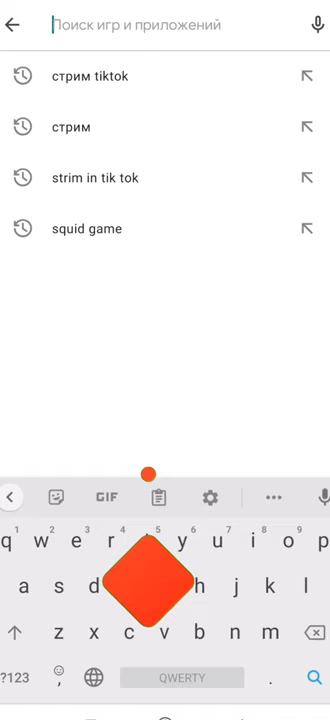 Поиск игр и приложений
стрим tiktok
стрим
strim in tik tok
squid game
GIF
1 2 3 4 5 6 7 8 9 0
q w e r y u i o p
a s d h j k l
z x c v b n m
?123 , QWERTY .